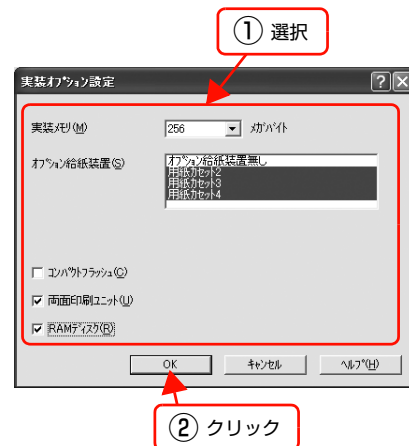 ① 選択
実装ｵﾌﾟｼｮﾝ設定
実装ﾒﾓﾘ(M)
256
ﾒｶﾞﾊﾞｲﾄ
ｵﾌﾟｼｮﾝ給紙装置(S)
ｵﾌﾟｼｮﾝ給紙装置無し
用紙ｶｾｯﾄ2
用紙ｶｾｯﾄ3
用紙ｶｾｯﾄ4
ｺﾝﾊﾟｸﾄﾌﾗｯｼｭ(C)
両面印刷ﾕﾆｯﾄ(U)
RAMﾃﾞｨｽｸ(R)
OK
ｷｬﾝｾﾙ
ﾍﾙﾌﾟ(H)
② クリック